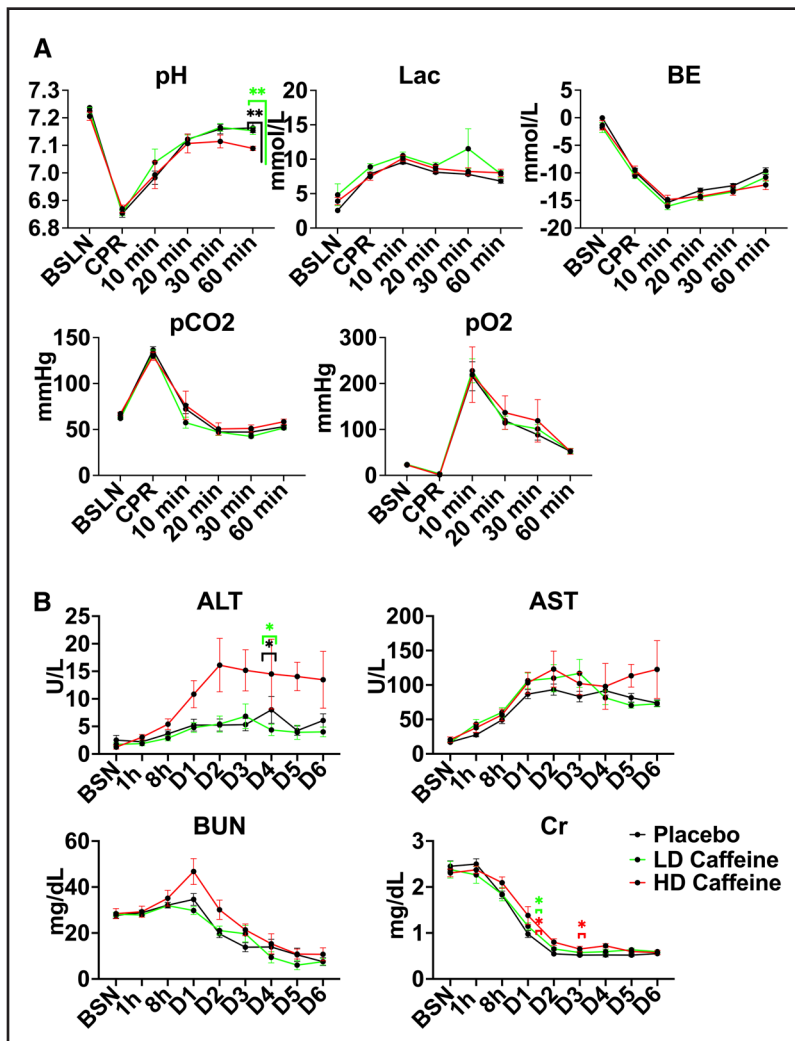 A
pH
7.3
7.2
7.1
7.0
6.9
6.8
**
**
BSLN
CPR
10 min
20 min
30 min
60 min
Lac
mmol/L
20
15
10
5
0
BSLN
CPR
10 min
20 min
30 min
60 min
BE
mmol/L
5
0
-5
-10
-15
-20
BSN
CPR
10 min
20 min
30 min
60 min
pCO2
mmHg
150
100
50
0
BSLN
CPR
10 min
20 min
30 min
60 min
pO2
mmHg
300
200
100
0
BSN
CPR
10 min
20 min
30 min
60 min
B
ALT
U/L
25
20
15
10
5
0
*
*
BSN
1h
8h
D1
D2
D3
D4
D5
D6
AST
U/L
200
150
100
50
0
BSN
1h
8h
D1
D2
D3
D4
D5
D6
BUN
mg/dL
60
40
20
0
BSN
1h
8h
D1
D2
D3
D4
D5
D6
Cr
mg/dL
3
2
1
0
*
*
*
BSN
1h
8h
D1
D2
D3
D4
D5
D6
Placebo
LD Caffeine
HD Caffeine